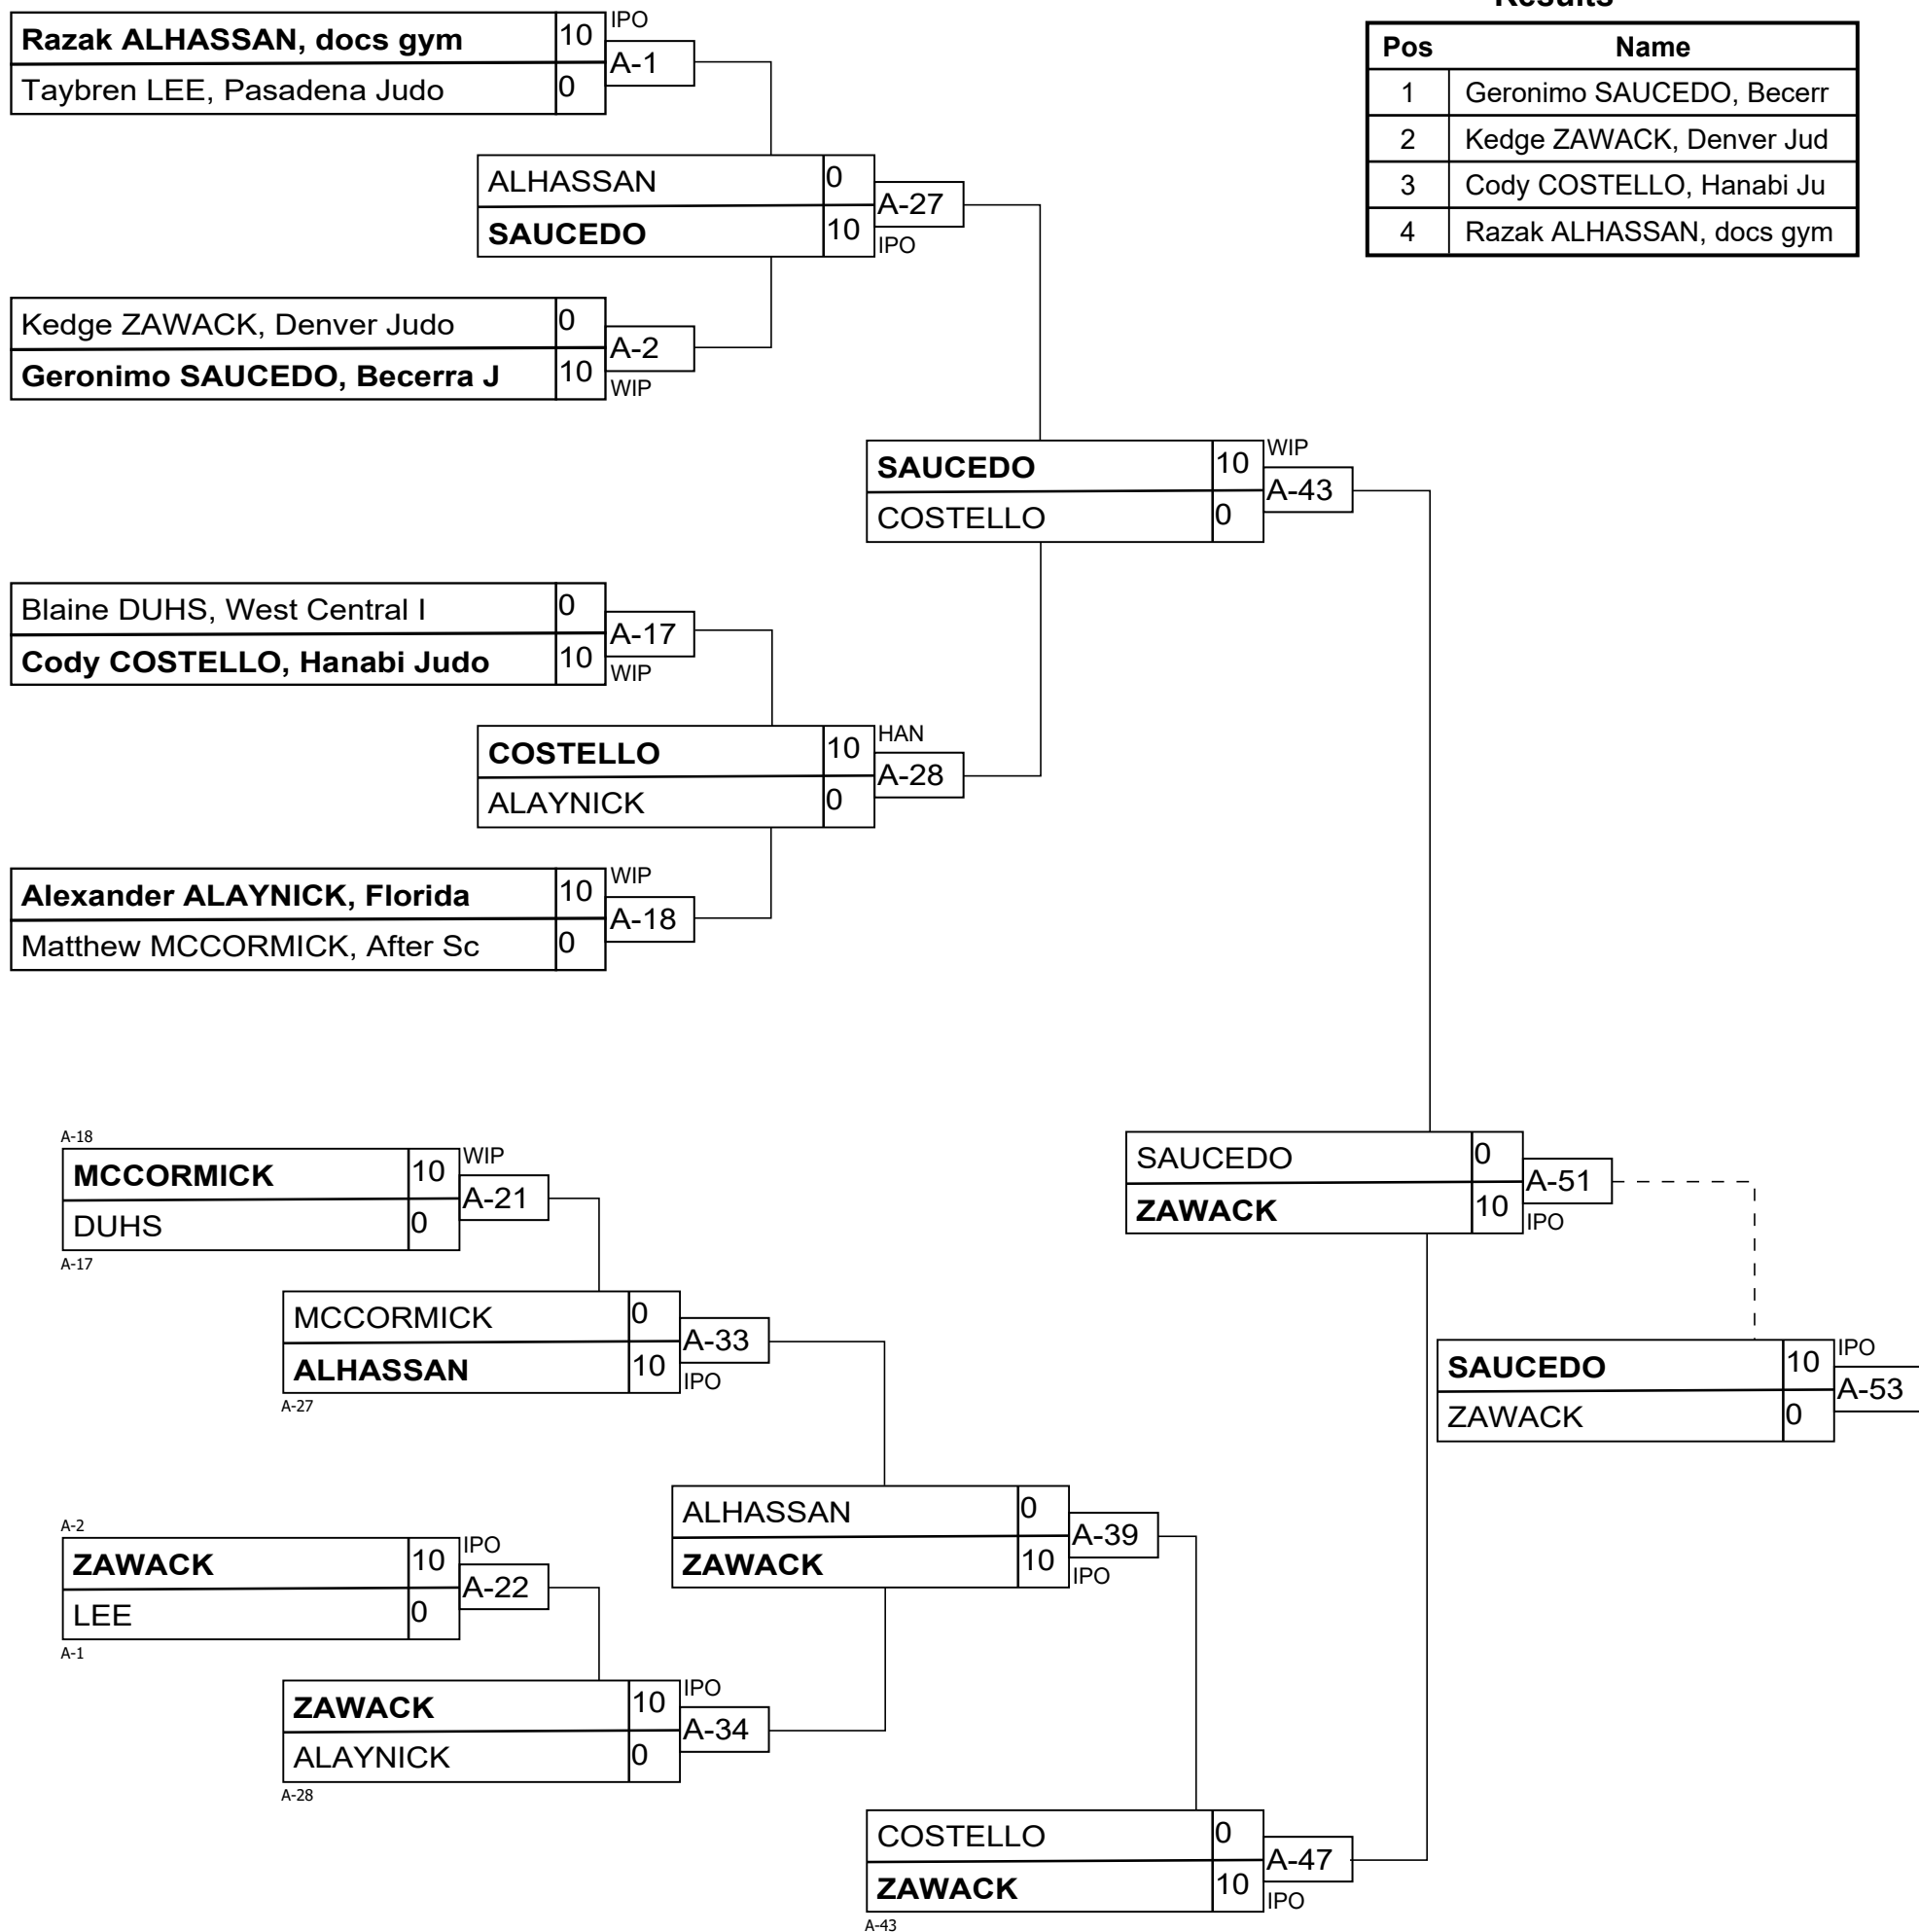 Results
Pos Name
1 Geronimo SAUCEDO, Becerr
2 Kedge ZAWACK, Denver Jud
3 Cody COSTELLO, Hanabi Ju
4 Razak ALHASSAN, docs gym
Razak ALHASSAN, docs gym 10 IPO
A-1
Taybren LEE, Pasadena Judo 0
ALHASSAN 0
A-27
SAUCEDO 10 IPO
Kedge ZAWACK, Denver Judo 0
A-2
Geronimo SAUCEDO, Becerra J 10 WIP
SAUCEDO 10 WIP
A-43
COSTELLO 0
Blaine DUHS, West Central I 0
A-17
Cody COSTELLO, Hanabi Judo 10 WIP
COSTELLO 10 HAN
A-28
ALAYNICK 0
Alexander ALAYNICK, Florida 10 WIP
A-18
Matthew MCCORMICK, After Sc 0
A-18
MCCORMICK 10 WIP
A-21
DUHS 0
A-17
SAUCEDO 0
A-51
ZAWACK 10 IPO
MCCORMICK 0
A-33
ALHASSAN 10 IPO
A-27
SAUCEDO 10 IPO
A-53
ZAWACK 0
ALHASSAN 0
A-39
ZAWACK 10 IPO
A-2
ZAWACK 10 IPO
A-22
LEE 0
A-1
ZAWACK 10 IPO
A-34
ALAYNICK 0
A-28
COSTELLO 0
A-47
ZAWACK 10 IPO
A-43